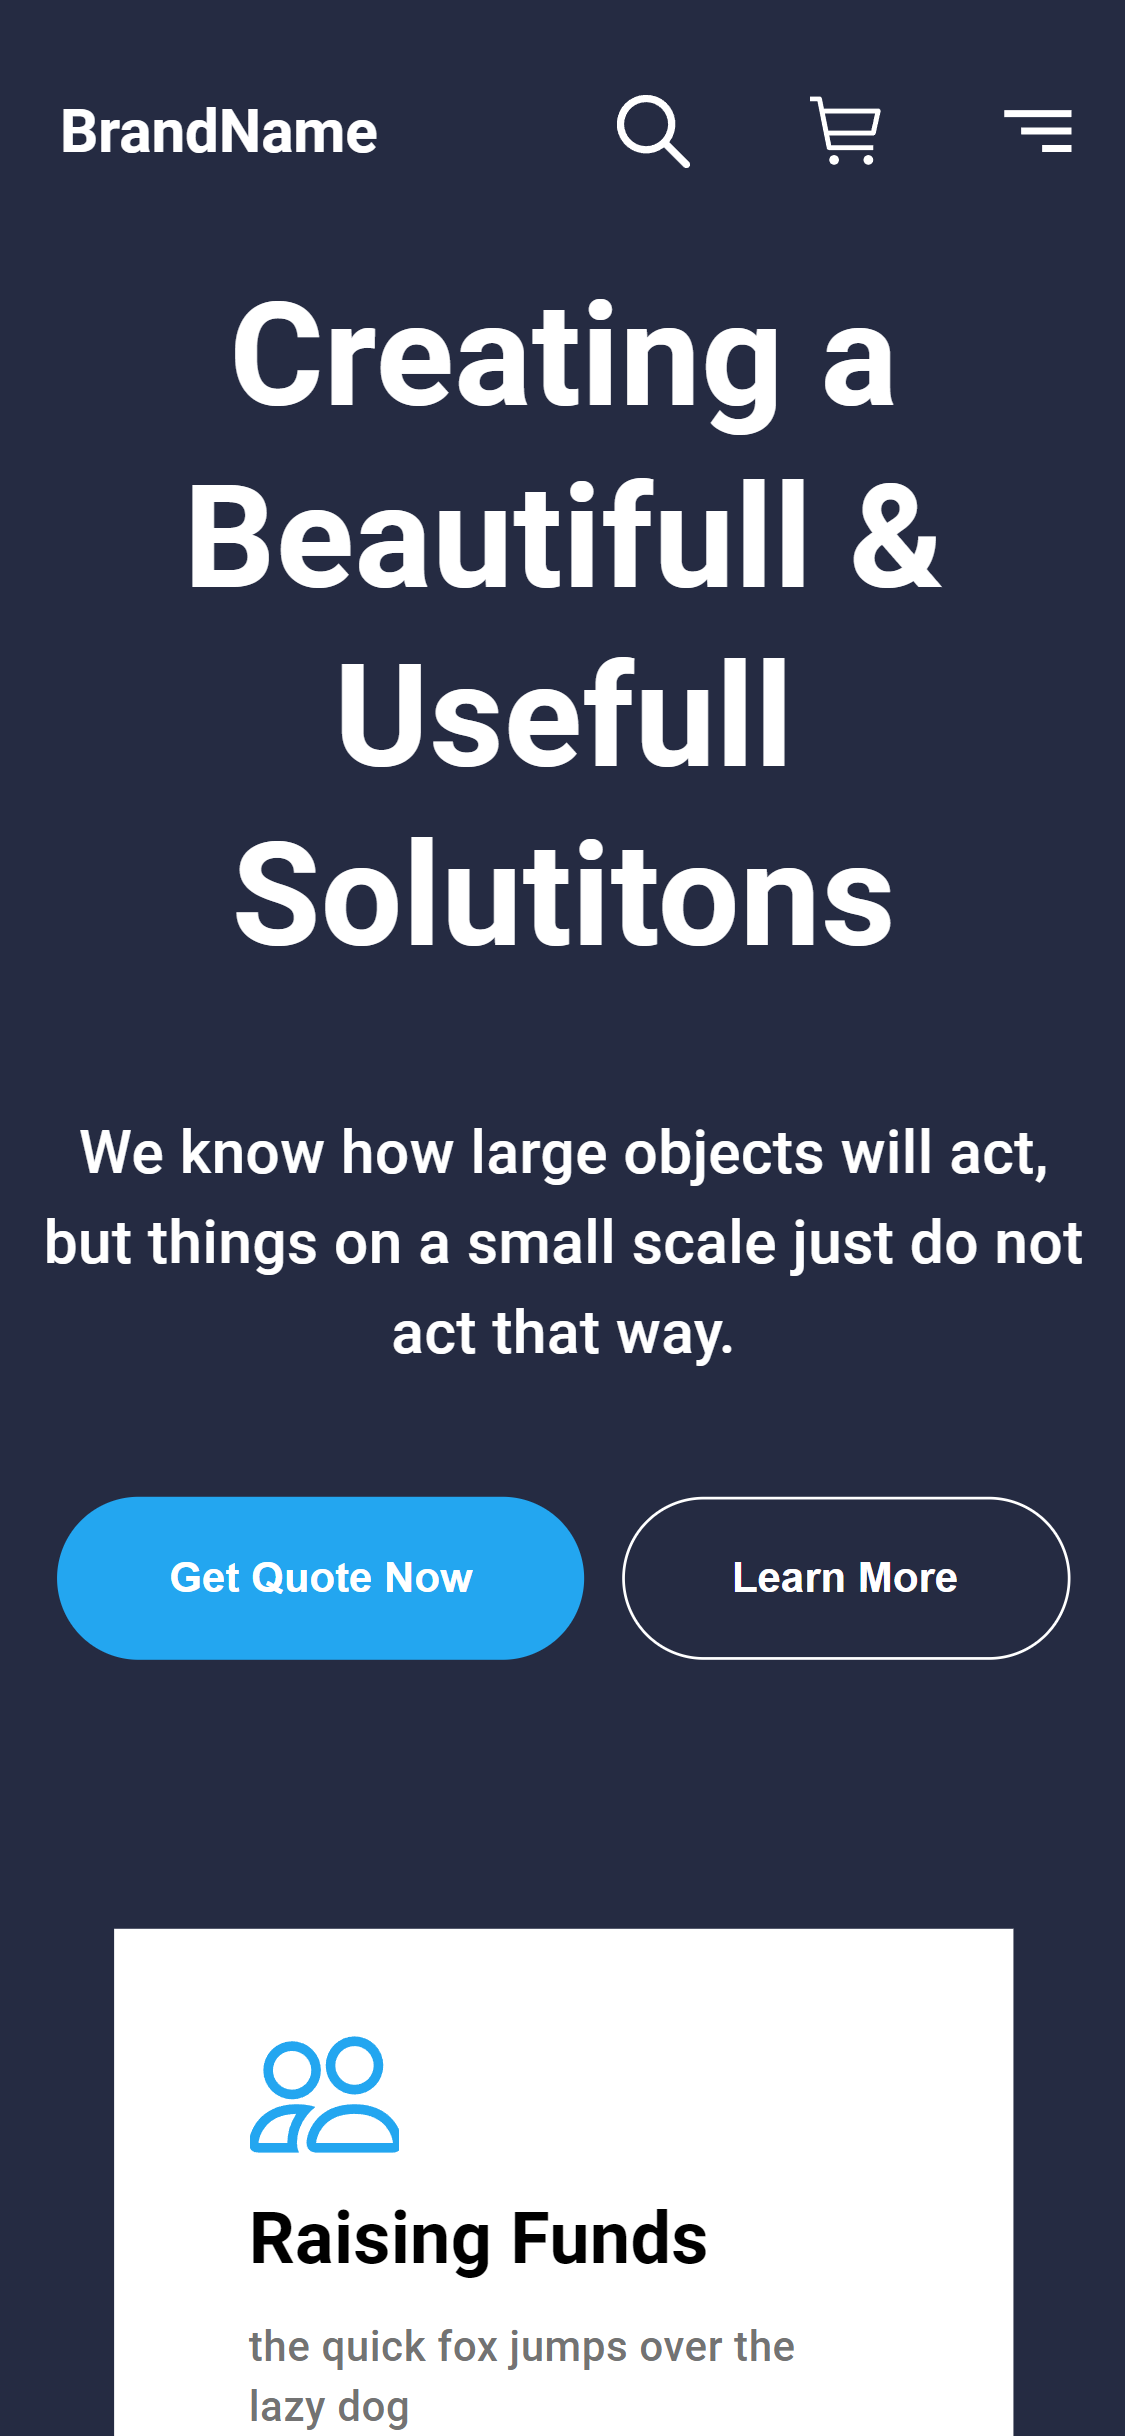 BrandName
Creating a
Beautifull &
Usefull
Solutitons
We know how large objects will act,
but things on a small scale just do not
act that way.
Get Quote Now
Learn More
Raising Funds
the quick fox jumps over the
lazy dog